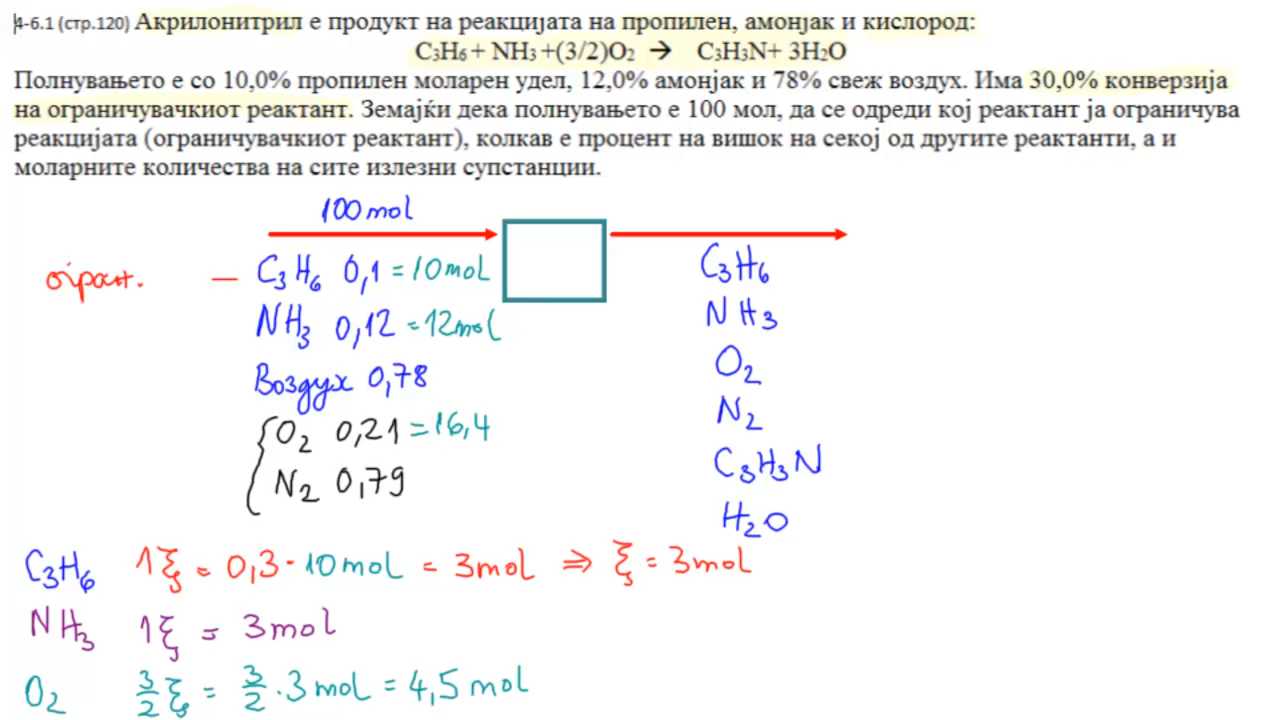 4-6.1 (стр.120) Акрилонитрил е продукт на реакцијата на пропилен, амонјак и кислород:
C₃H₆ + NH₃ +(3/2)O₂ → C₃H₃N+ 3H₂O
Полнувањето е со 10,0% пропилен моларен удел, 12,0% амонјак и 78% свеж воздух. Има 30,0% конверзија
на ограничувачкиот реактант. Земајќи дека полнувањето е 100 мол, да се одреди кој реактант ја ограничува
реакцијата (ограничувачкиот реактант), колкав е процент на вишок на секој од другите реактанти, а и
моларните количества на сите излезни супстанции.
100 mol
огран. – C₃H₆ 0,1 = 10 mol
NH₃ 0,12 = 12 mol
Воздух 0,78
O₂ 0,21 = 16,4
N₂ 0,79
C₃H₆
NH₃
O₂
N₂
C₃H₃N
H₂O
C₃H₆ 1ξ = 0,3 · 10 mol = 3 mol ⇒ ξ = 3 mol
NH₃ 1ξ = 3 mol
O₂ 3/2 ξ = 3/2 · 3 mol = 4,5 mol